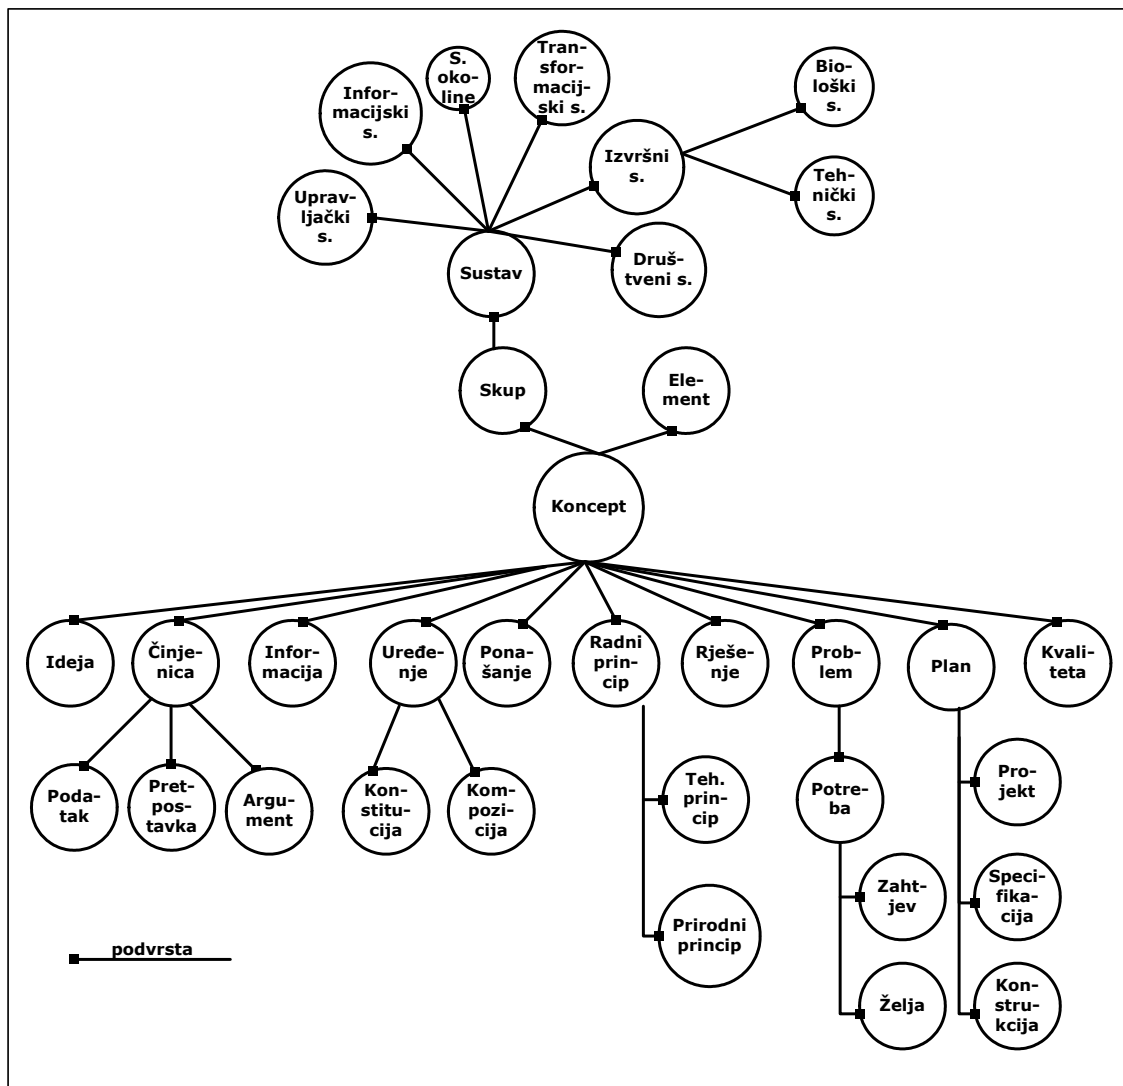 S.
oko-
line
Tran-
sfor-
macij-
ski s.
Infor-
macijski
s.
Bio-
loški
s.
Izvršni
s.
Teh-
nički
s.
Uprav-
ljački
s.
Sustav
Druš-
tveni s.
Skup
Ele-
ment
Koncept
Ideja
Činje-
nica
Infor-
macija
Uređe-
nje
Pona-
šanje
Radni
prin-
cip
Rješe-
nje
Prob-
lem
Plan
Kvali-
teta
Poda-
tak
Pret-
pos-
tavka
Argu-
ment
Kon-
stitu-
cija
Kom-
pozi-
cija
Teh.
prin-
cip
Potre-
ba
Pro-
jekt
Zaht-
jev
Speci-
fika-
cija
Prirodni
princip
Želja
Kon-
stru-
kcija
podvrsta